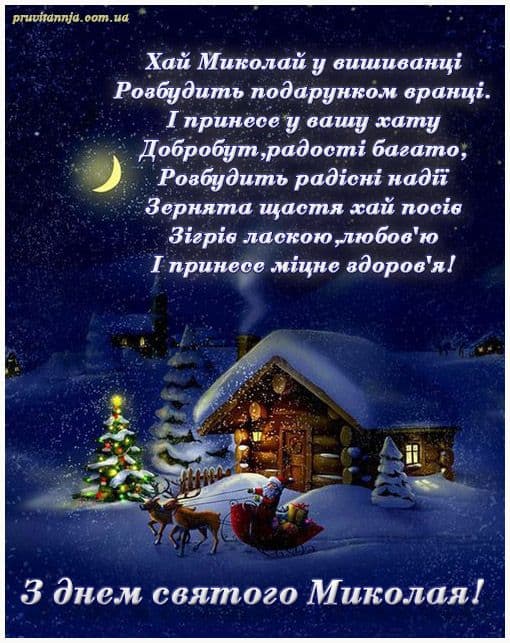 pruvitannja.com.ua
Хай Миколай у вишиванці
Розбудить подарунком вранці.
І принесе у вашу хату
Добробут,радості багато,
Розбудить радісні надії
Зернята щастя хай посів
Зігрів ласкою,любов'ю
І принесе міцне здоров'я!
З днем святого Миколая!